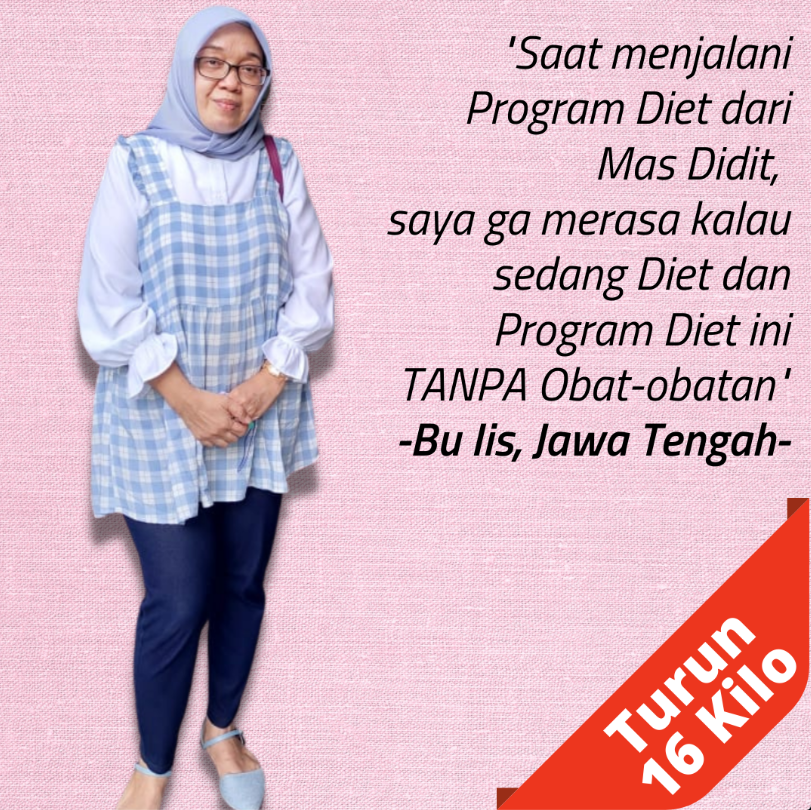 'Saat menjalani
Program Diet dari
Mas Didit,
saya ga merasa kalau
sedang Diet dan
Program Diet ini
TANPA Obat-obatan'
-Bu Iis, Jawa Tengah-
Turun
16 Kilo